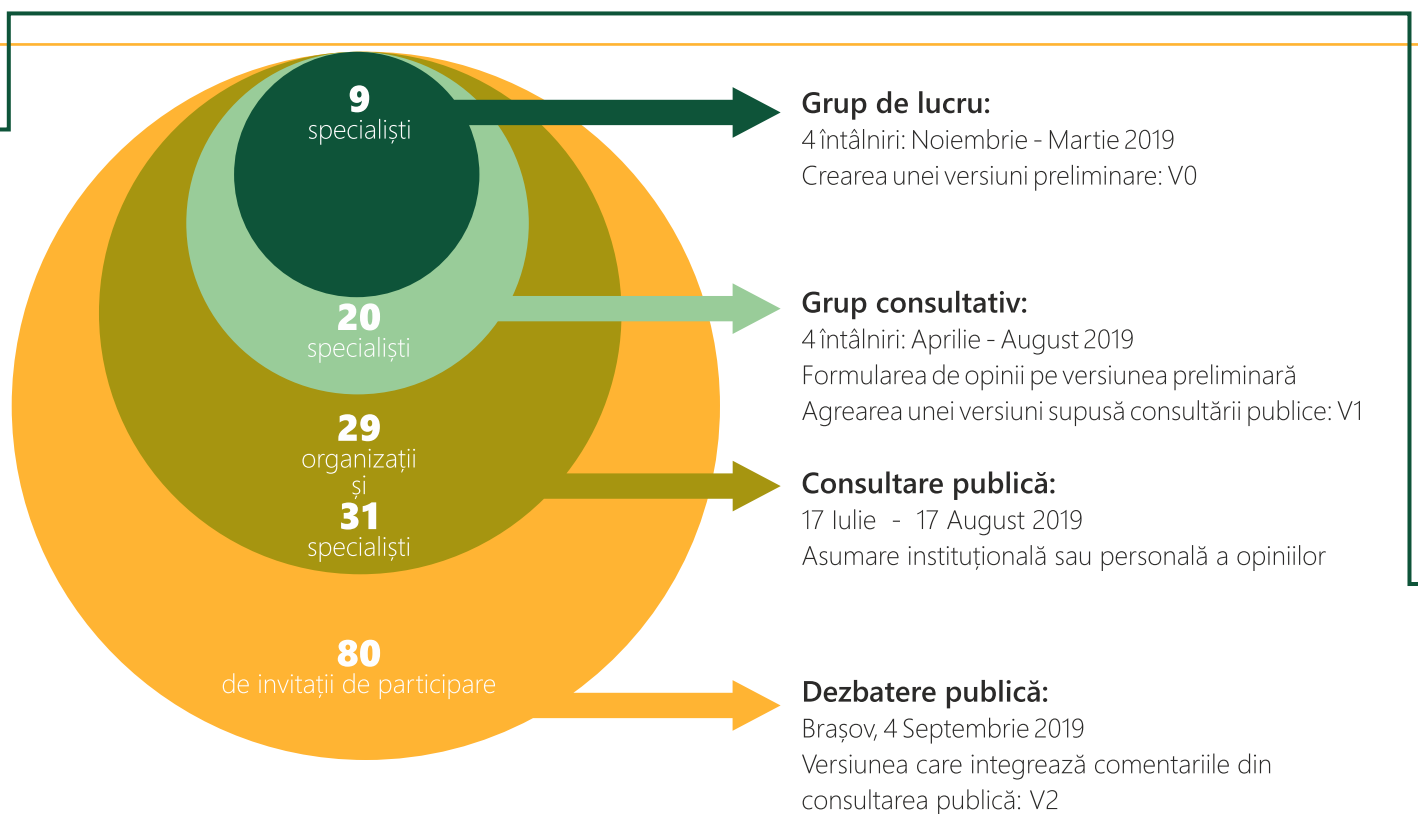 9
specialiști
Grup de lucru:
4 întâlniri: Noiembrie - Martie 2019
Crearea unei versiuni preliminare: V0
20
specialiști
Grup consultativ:
4 întâlniri: Aprilie - August 2019
Formularea de opinii pe versiunea preliminară
Agrearea unei versiuni supusă consultării publice: V1
29
organizații
și
31
specialiști
Consultare publică:
17 Iulie - 17 August 2019
Asumare instituțională sau personală a opiniilor
80
de invitații de participare
Dezbatere publică:
Brașov, 4 Septembrie 2019
Versiunea care integrează comentariile din
consultarea publică: V2